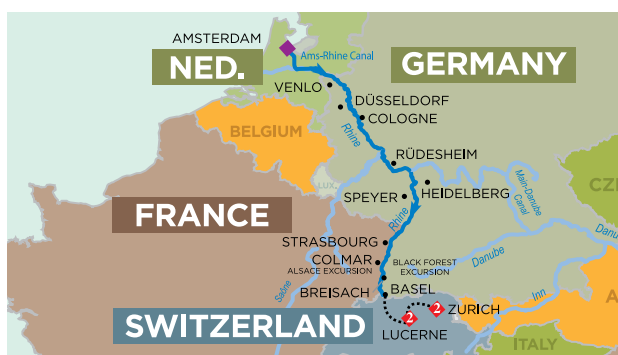 AMSTERDAM
Ams-Rhine Canal
NED.
GERMANY
VENLO
DÜSSELDORF
COLOGNE
BELGIUM
Rhine
RÜDESHEIM
LUX.
Main-Danube
Canal
CZE
SPEYER
HEIDELBERG
FRANCE
Rhine
STRASBOURG
Danu
COLMAR
ALSACE EXCURSION
BLACK FOREST
EXCURSION
Danube
Saône
BREISACH
BASEL
Inn
A
2
2
ZURICH
SWITZERLAND
LUCERNE
ITALY